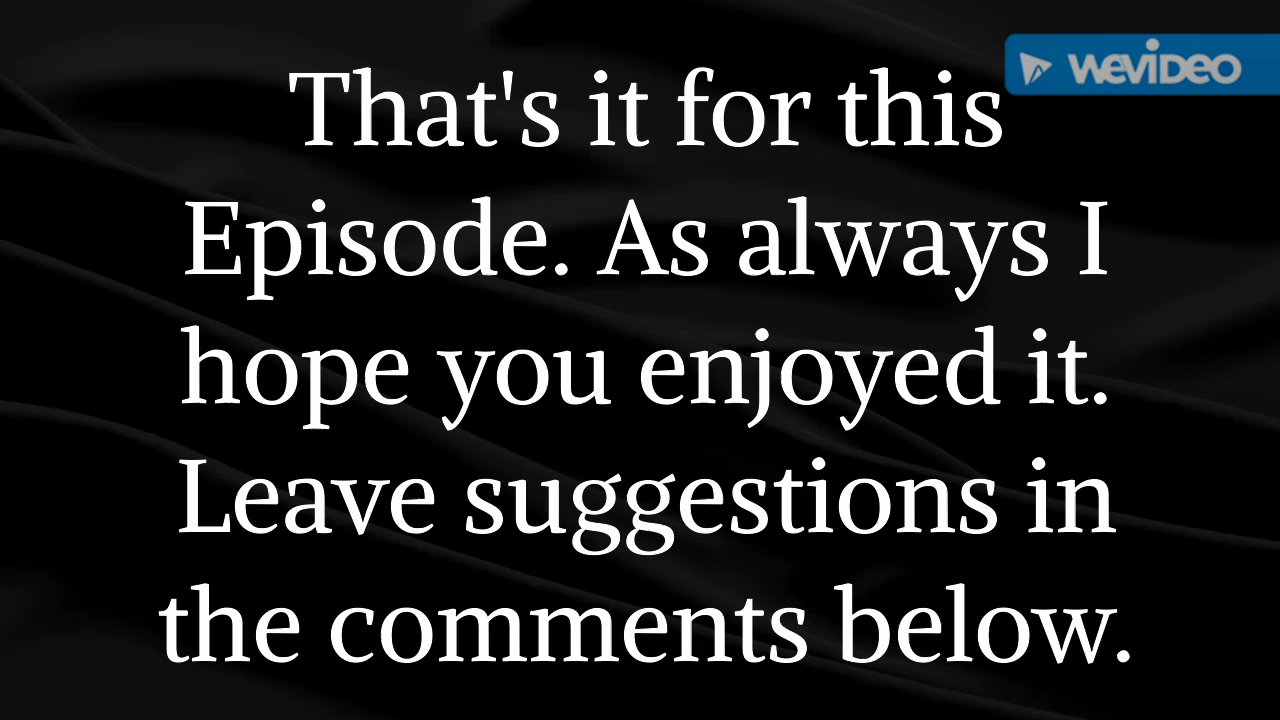 WEVIDEO
That's it for this
Episode. As always I
hope you enjoyed it.
Leave suggestions in
the comments below.